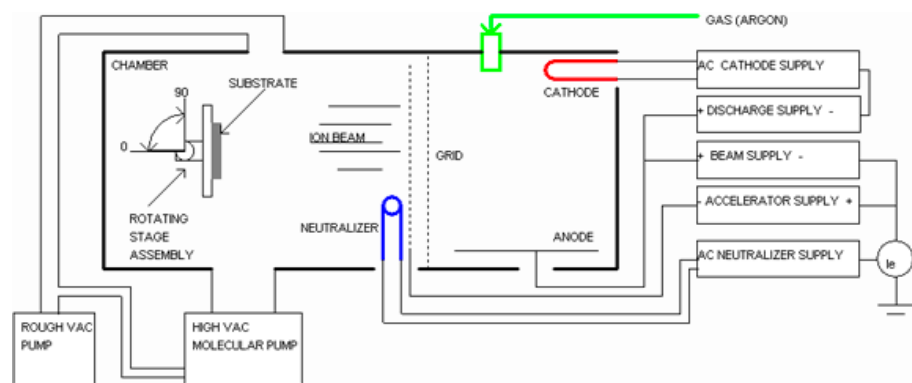 GAS (ARGON)
CHAMBER
SUBSTRATE
90
0
ION BEAM
GRID
CATHODE
AC CATHODE SUPPLY
+ DISCHARGE SUPPLY -
+ BEAM SUPPLY -
- ACCELERATOR SUPPLY +
ROTATING
STAGE
ASSEMBLY
NEUTRALIZER
ANODE
AC NEUTRALIZER SUPPLY
Ie
ROUGH VAC
PUMP
HIGH VAC
MOLECULAR PUMP